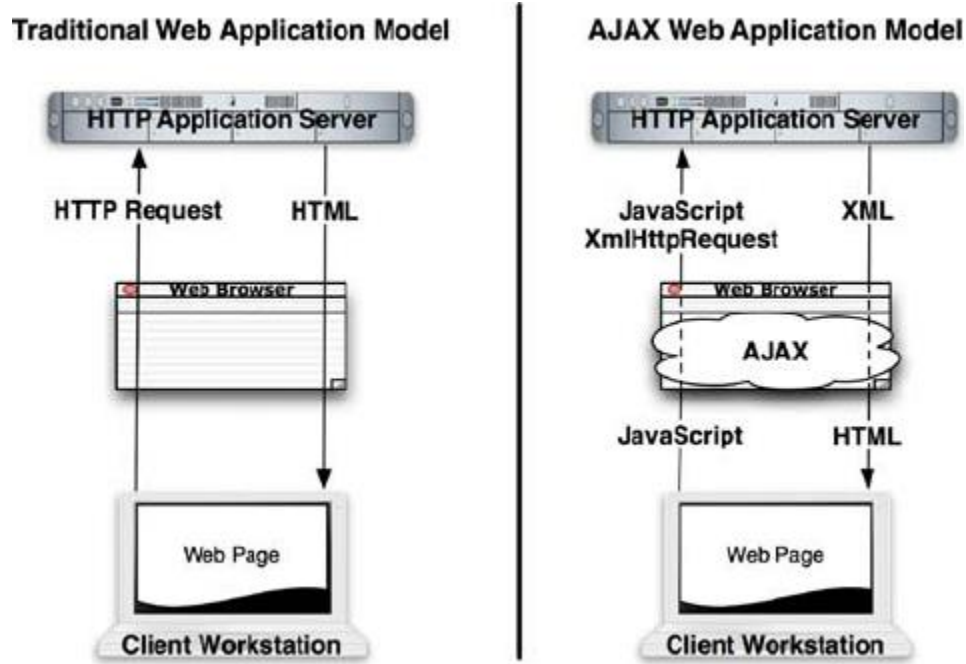 Traditional Web Application Model
HTTP Application Server
HTTP Request
HTML
Web Browser
Web Page
Client Workstation
AJAX Web Application Model
HTTP Application Server
JavaScript
XmlHttpRequest
XML
Web Browser
AJAX
JavaScript
HTML
Web Page
Client Workstation